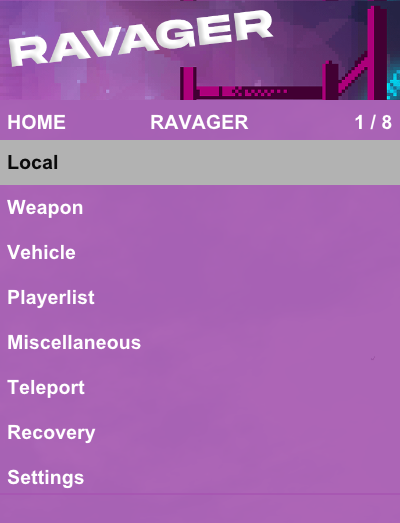 RAVAGER
HOME RAVAGER 1 / 8
Local
Weapon
Vehicle
Playerlist
Miscellaneous
Teleport
Recovery
Settings